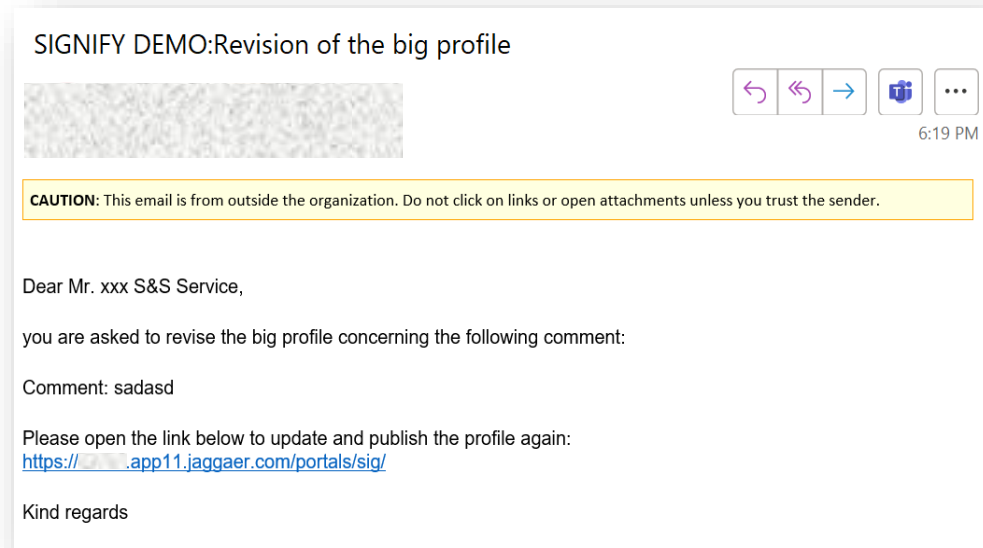 SIGNIFY DEMO:Revision of the big profile
6:19 PM
CAUTION: This email is from outside the organization. Do not click on links or open attachments unless you trust the sender.
Dear Mr. xxx S&S Service,
you are asked to revise the big profile concerning the following comment:
Comment: sadasd
Please open the link below to update and publish the profile again:
https:// .app11.jaggaer.com/portals/sig/
Kind regards